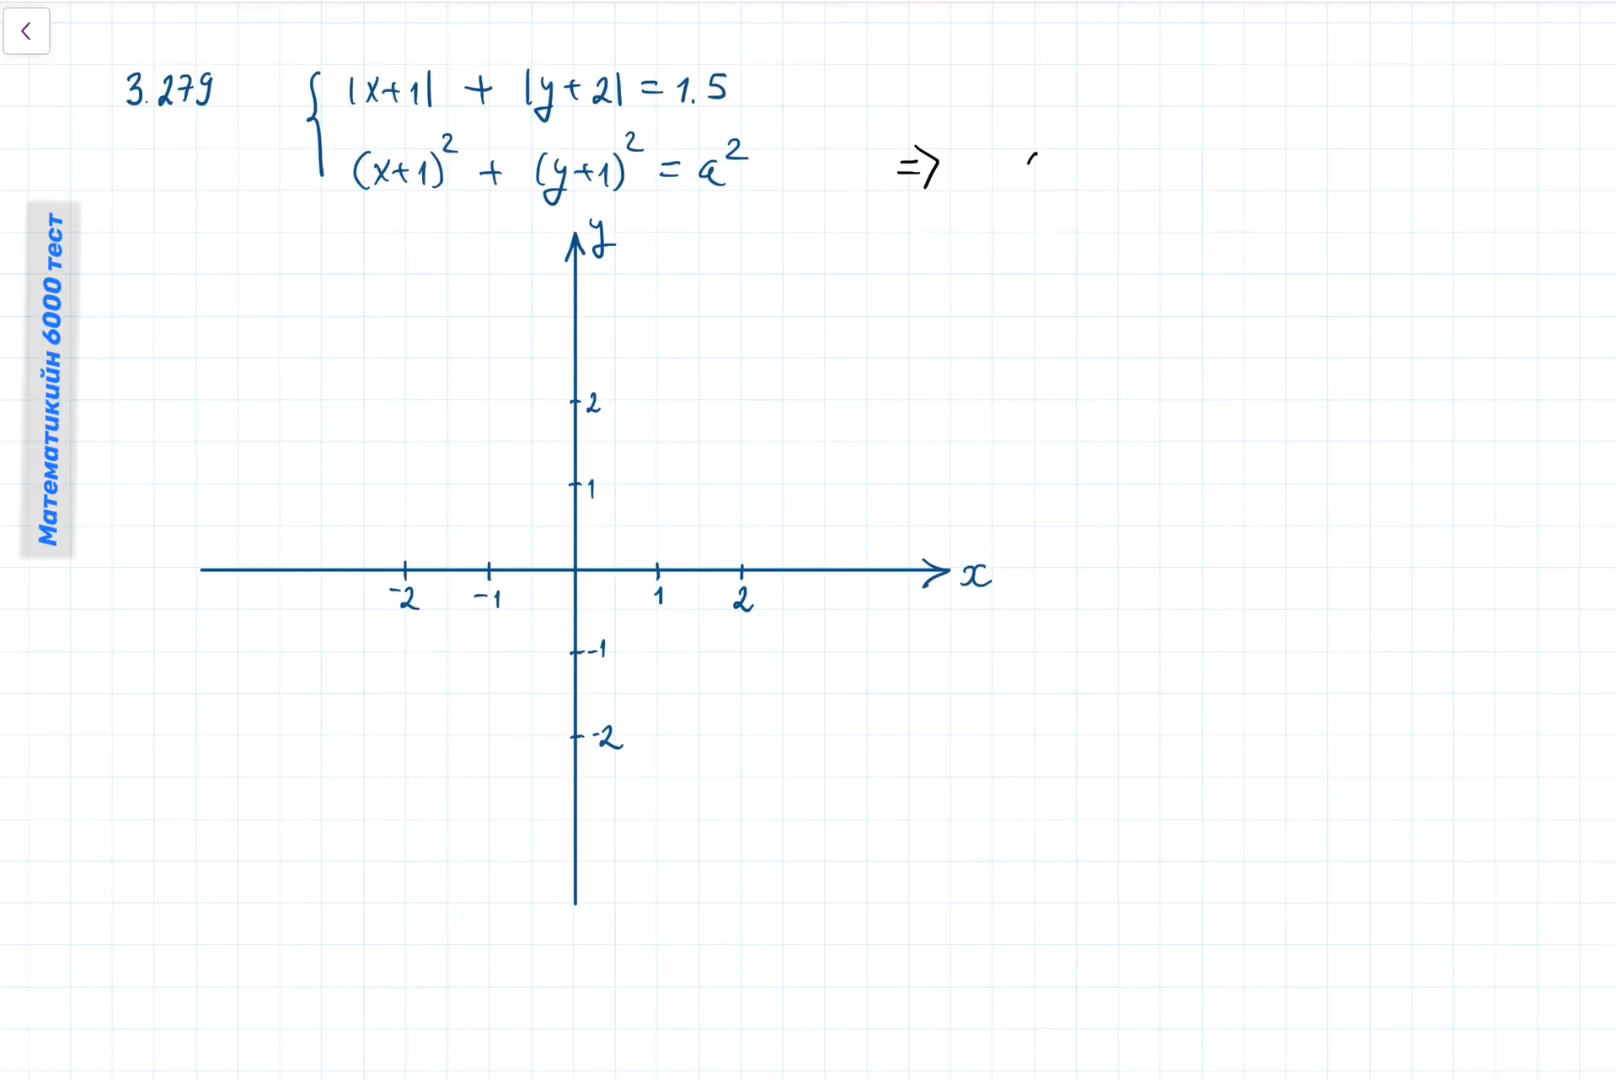 3.279
|x+1| + |y+2| = 1.5
(x+1)² + (y+1)² = a² =>
y
2
1
x
-2 -1 1 2
-1
-2
Математикийн 6000 тест